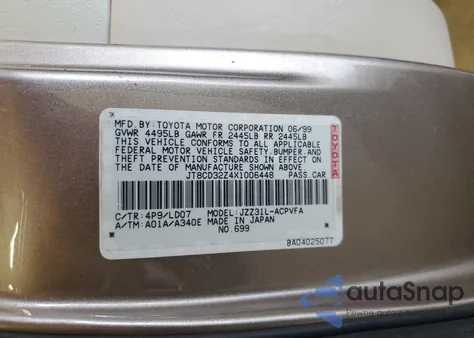 MFD.BY:TOYOTA MOTOR CORPORATION 06/99
GVWR 4495LB GAWR FR 2445LB RR 2445LB
THIS VEHICLE CONFORMS TO ALL APPLICABLE
FEDERAL MOTOR VEHICLE SAFETY,BUMPER,AND
THEFT PREVENTION STANDARDS IN EFFECT ON
THE DATE OF MANUFACTURE SHOWN ABOVE.
JT8CD32Z4X1006448 PASS.CAR
TOYOTA
C/TR:4P9/LD07 MODEL:JZZ31L-ACPVFA
A/TM:A01A/A340E MADE IN JAPAN
NO.699
BA04025077
autoSnap